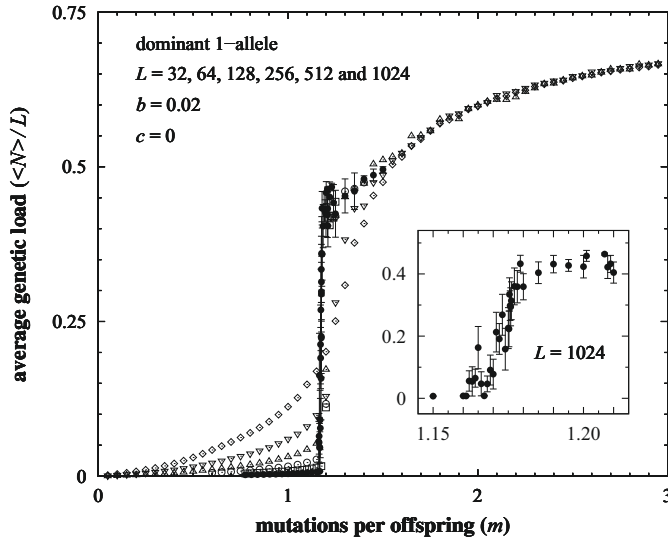 0.75
dominant 1−allele
L = 32, 64, 128, 256, 512 and 1024
b = 0.02
c = 0
0.5
0.25
0
average genetic load (<N>/L)
0.4
0.2
0
L = 1024
1.15
1.20
0
1
2
3
mutations per offspring (m)